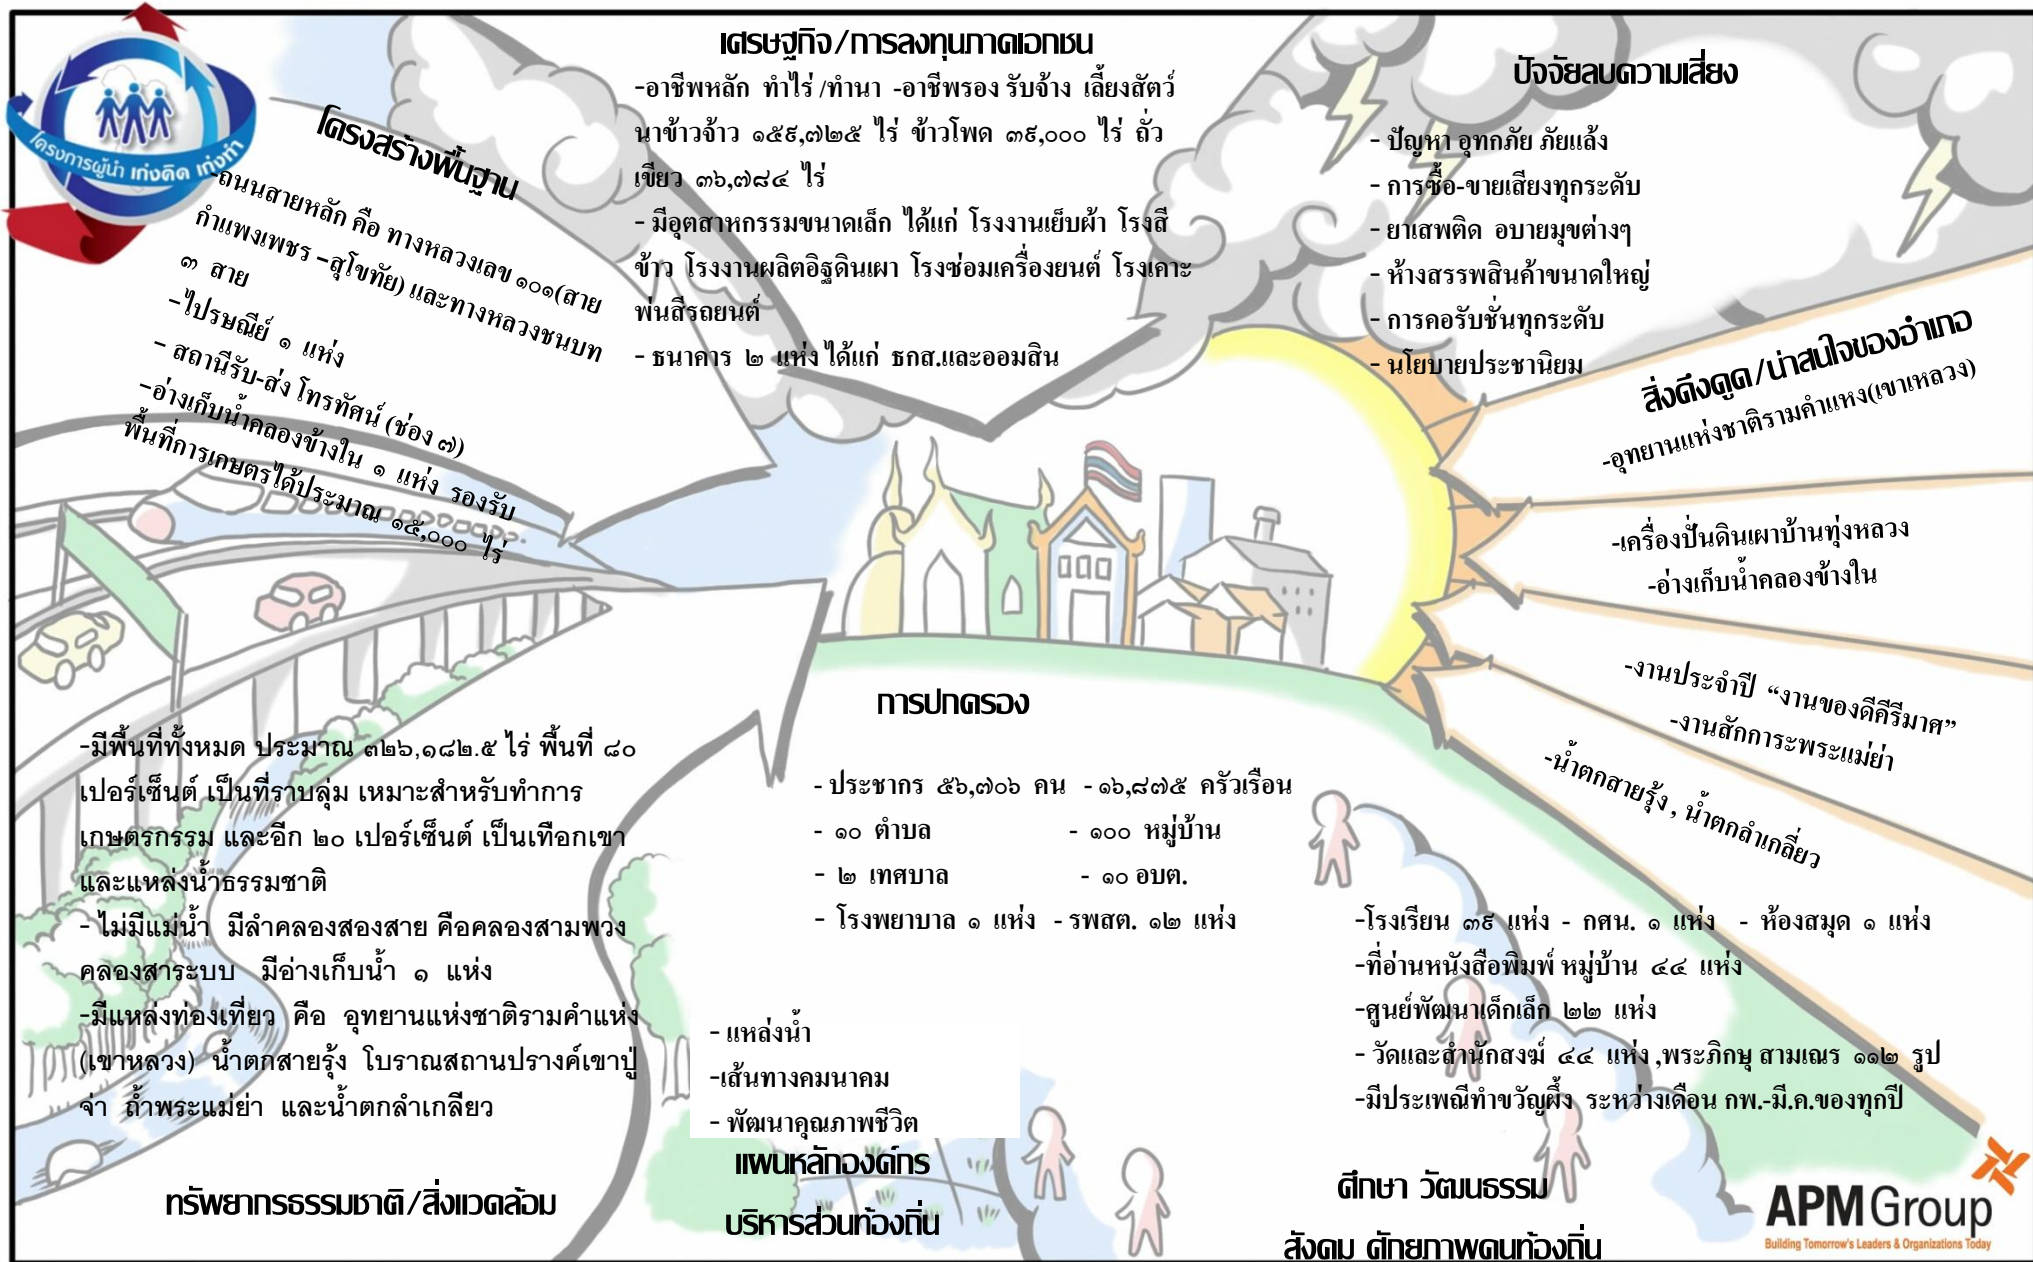 โครงการผู้นำ เก่งคิด เก่งทำ
โครงสร้างพื้นฐาน
-ถนนสายหลัก คือ ทางหลวงเลข ๑๐๑(สาย
กำแพงเพชร -สุโขทัย) และทางหลวงชนบท
๓ สาย
-ไปรษณีย์ ๑ แห่ง
- สถานีรับ-ส่ง โทรทัศน์ (ช่อง ๗)
-อ่างเก็บน้ำคลองข้างใน ๑ แห่ง รองรับ
พื้นที่การเกษตรได้ประมาณ ๑๕,๐๐๐ ไร่
เศรษฐกิจ/การลงทุนภาคเอกชน
-อาชีพหลัก ทำไร่ /ทำนา -อาชีพรอง รับจ้าง เลี้ยงสัตว์
นาข้าวจ้าว ๑๕๙,๗๒๕ ไร่ ข้าวโพด ๓๙,๐๐๐ ไร่ ถั่ว
เขียว ๓๖,๗๘๔ ไร่
- มีอุตสาหกรรมขนาดเล็ก ได้แก่ โรงงานเย็บผ้า โรงสี
ข้าว โรงงานผลิตอิฐดินเผา โรงซ่อมเครื่องยนต์ โรงเคาะ
พ่นสีรถยนต์
- ธนาคาร ๒ แห่ง ได้แก่ ธกส.และออมสิน
ปัจจัยลบความเสี่ยง
- ปัญหา อุทกภัย ภัยแล้ง
- การซื้อ-ขายเสียงทุกระดับ
- ยาเสพติด อบายมุขต่างๆ
- ห้างสรรพสินค้าขนาดใหญ่
- การคอรับชั่นทุกระดับ
- นโยบายประชานิยม
สิ่งดึงดูด/น่าสนใจของอำเภอ
-อุทยานแห่งชาติรามคำแหง(เขาเหลวง)
-เครื่องปั่นดินเผาบ้านทุ่งหลวง
-อ่างเก็บน้ำคลองข้างใน
-งานประจำปี “งานของดีคีรีมาศ”
-งานสักการะพระแม่ย่า
-น้ำตกสายรุ้ง , น้ำตกลำเกลี่ยว
-มีพื้นที่ทั้งหมด ประมาณ ๓๒๖,๑๘๒.๕ ไร่ พื้นที่ ๘๐
เปอร์เซ็นต์ เป็นที่ราบลุ่ม เหมาะสำหรับทำการ
เกษตรกรรม และอีก ๒๐ เปอร์เซ็นต์ เป็นเทือกเขา
และแหล่งน้ำธรรมชาติ
- ไม่มีแม่น้ำ มีลำคลองสองสาย คือคลองสามพวง
คลองสาระบบ มีอ่างเก็บน้ำ ๑ แห่ง
-มีแหล่งท่องเที่ยว คือ อุทยานแห่งชาติรามคำแหง
(เขาหลวง) น้ำตกสายรุ้ง โบราณสถานปรางค์เขาปู่
จ่า ถ้ำพระแม่ย่า และน้ำตกลำเกลียว
ทรัพยากรธรรมชาติ/สิ่งแวดล้อม
การปกครอง
- ประชากร ๕๖,๗๐๖ คน - ๑๖,๘๗๕ ครัวเรือน
- ๑๐ ตำบล - ๑๐๐ หมู่บ้าน
- ๒ เทศบาล - ๑๐ อบต.
- โรงพยาบาล ๑ แห่ง - รพสต. ๑๒ แห่ง
- แหล่งน้ำ
-เส้นทางคมนาคม
- พัฒนาคุณภาพชีวิต
แผนหลักองค์กร
บริหารส่วนท้องถิ่น
-โรงเรียน ๓๙ แห่ง - กศน. ๑ แห่ง - ห้องสมุด ๑ แห่ง
-ที่อ่านหนังสือพิมพ์ หมู่บ้าน ๔๔ แห่ง
-ศูนย์พัฒนาเด็กเล็ก ๒๒ แห่ง
- วัดและสำนักสงฆ์ ๔๔ แห่ง ,พระภิกษุ สามเณร ๑๑๒ รูป
-มีประเพณีทำขวัญผึ้ง ระหว่างเดือน กพ.-มี.ค.ของทุกปี
ศึกษา วัฒนธรรม
สังคม ศักยภาพคนท้องถิ่น
APM Group
Building Tomorrow's Leaders & Organizations Today